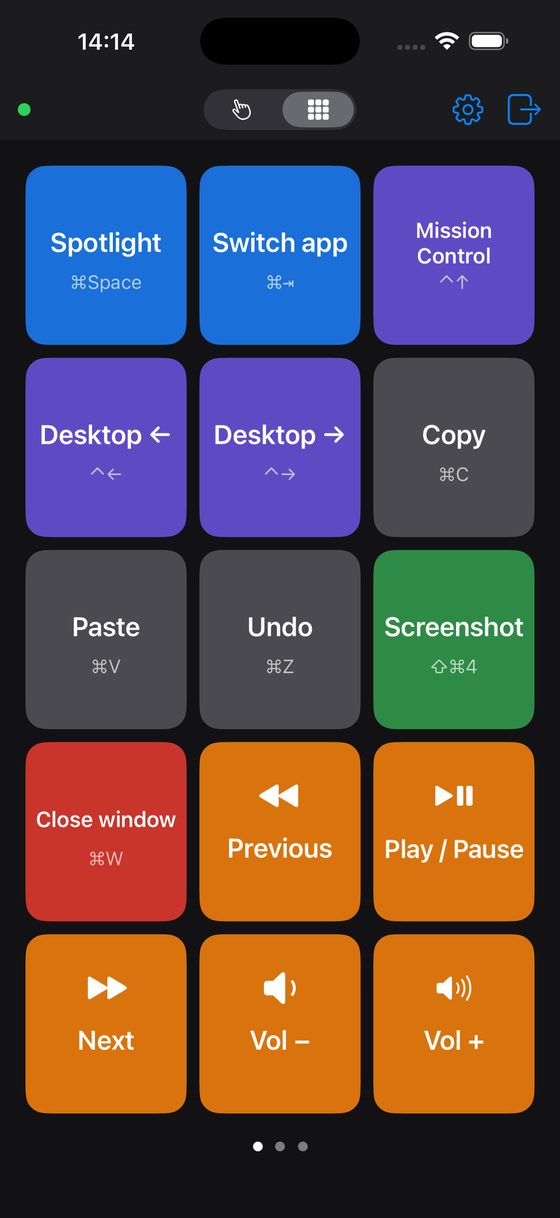 14:14
Spotlight
⌘Space
Switch app
⌘⇥
Mission
Control
^↑
Desktop ←
^←
Desktop →
^→
Copy
⌘C
Paste
⌘V
Undo
⌘Z
Screenshot
⇧⌘4
Close window
⌘W
Previous
Play / Pause
Next
Vol −
Vol +